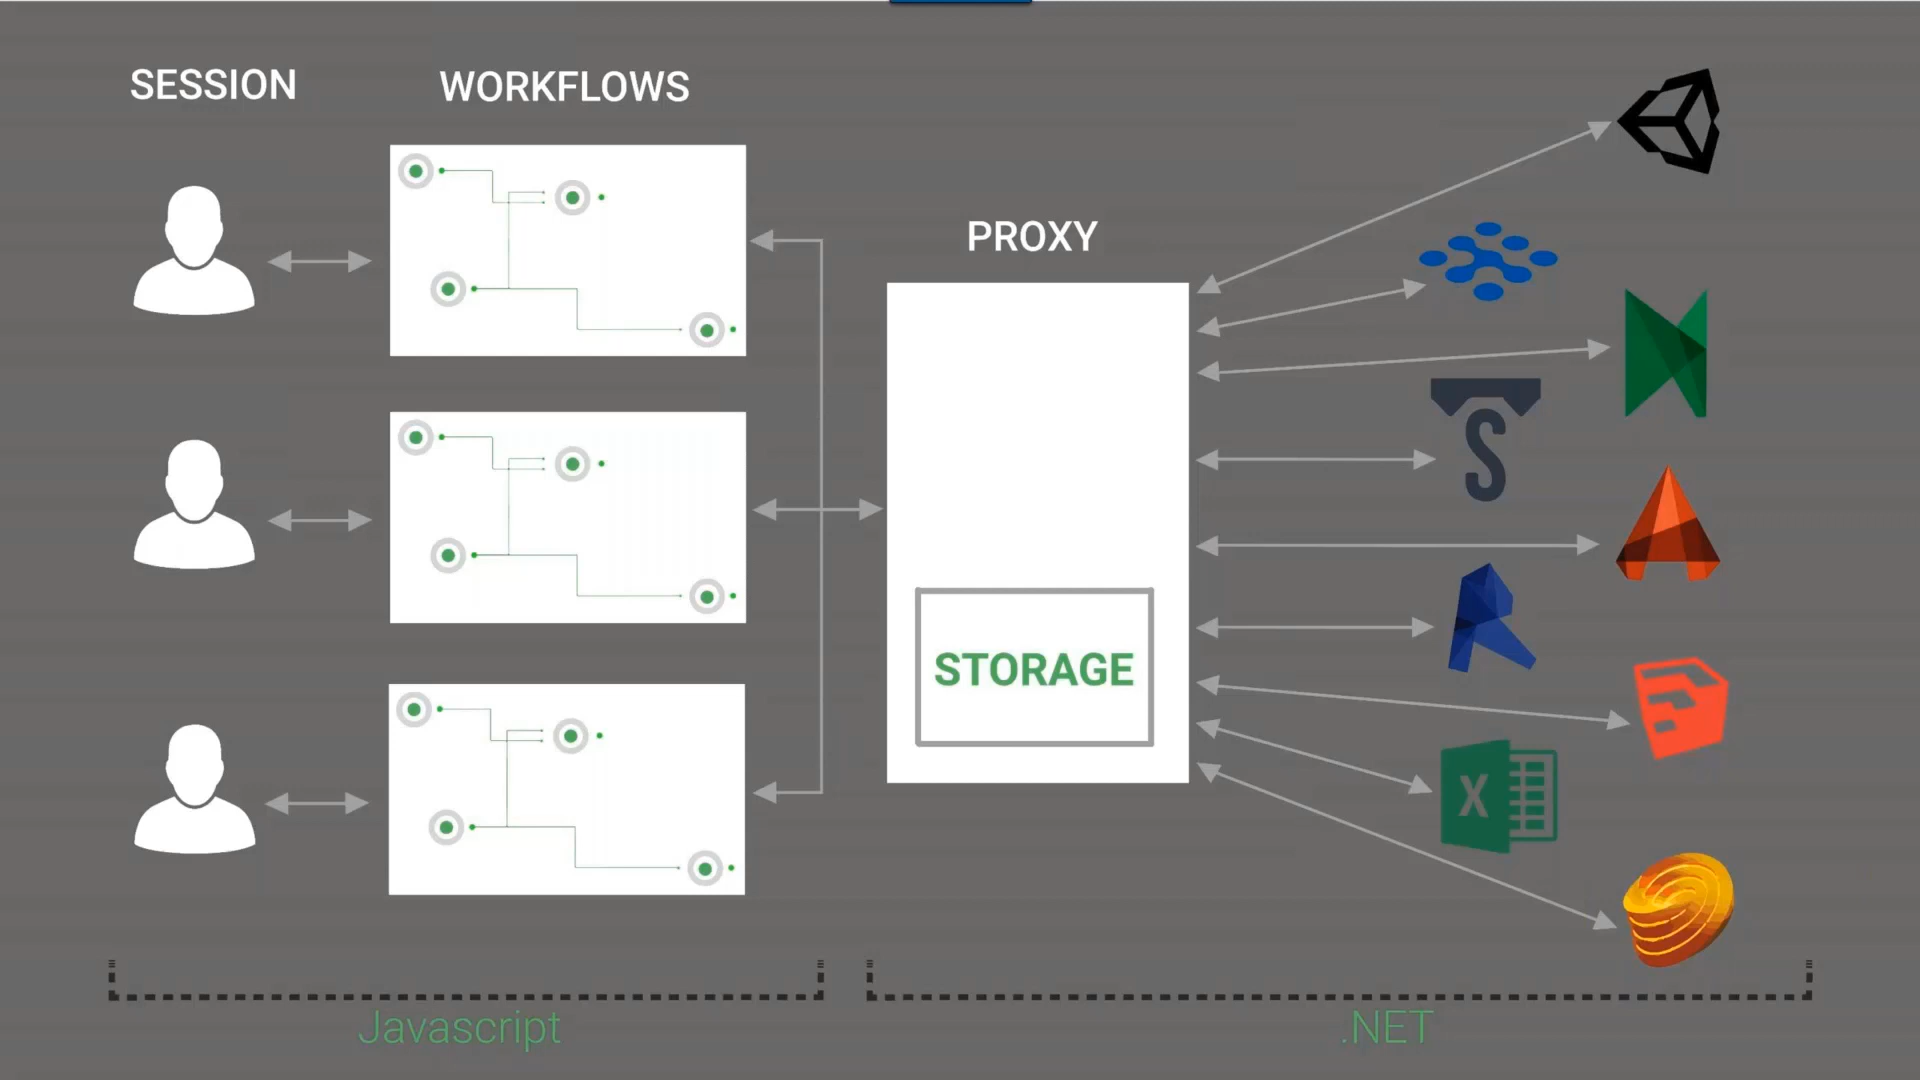 SESSION
WORKFLOWS
PROXY
STORAGE
S
X
Javascript
.NET